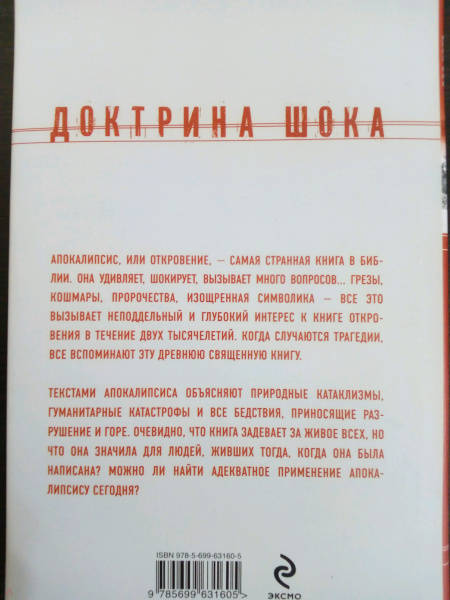 ДОКТРИНА ШОКА
АПОКАЛИПСИС, ИЛИ ОТКРОВЕНИЕ, – САМАЯ СТРАННАЯ КНИГА В БИБ-
ЛИИ. ОНА УДИВЛЯЕТ, ШОКИРУЕТ, ВЫЗЫВАЕТ МНОГО ВОПРОСОВ... ГРЕЗЫ,
КОШМАРЫ, ПРОРОЧЕСТВА, ИЗОЩРЕННАЯ СИМВОЛИКА – ВСЕ ЭТО
ВЫЗЫВАЕТ НЕПОДДЕЛЬНЫЙ И ГЛУБОКИЙ ИНТЕРЕС К КНИГЕ ОТКРО-
ВЕНИЯ В ТЕЧЕНИЕ ДВУХ ТЫСЯЧЕЛЕТИЙ. КОГДА СЛУЧАЮТСЯ ТРАГЕДИИ,
ВСЕ ВСПОМИНАЮТ ЭТУ ДРЕВНЮЮ СВЯЩЕННУЮ КНИГУ.
ТЕКСТАМИ АПОКАЛИПСИСА ОБЪЯСНЯЮТ ПРИРОДНЫЕ КАТАКЛИЗМЫ,
ГУМАНИТАРНЫЕ КАТАСТРОФЫ И ВСЕ БЕДСТВИЯ, ПРИНОСЯЩИЕ РАЗ-
РУШЕНИЕ И ГОРЕ. ОЧЕВИДНО, ЧТО КНИГА ЗАДЕВАЕТ ЗА ЖИВОЕ ВСЕХ, НО
ЧТО ОНА ЗНАЧИЛА ДЛЯ ЛЮДЕЙ, ЖИВШИХ ТОГДА, КОГДА ОНА БЫЛА
НАПИСАНА? МОЖНО ЛИ НАЙТИ АДЕКВАТНОЕ ПРИМЕНЕНИЕ АПОКА-
ЛИПСИСУ СЕГОДНЯ?
ISBN 978-5-699-63160-5
9 785699 631605 >
ЭКСМО